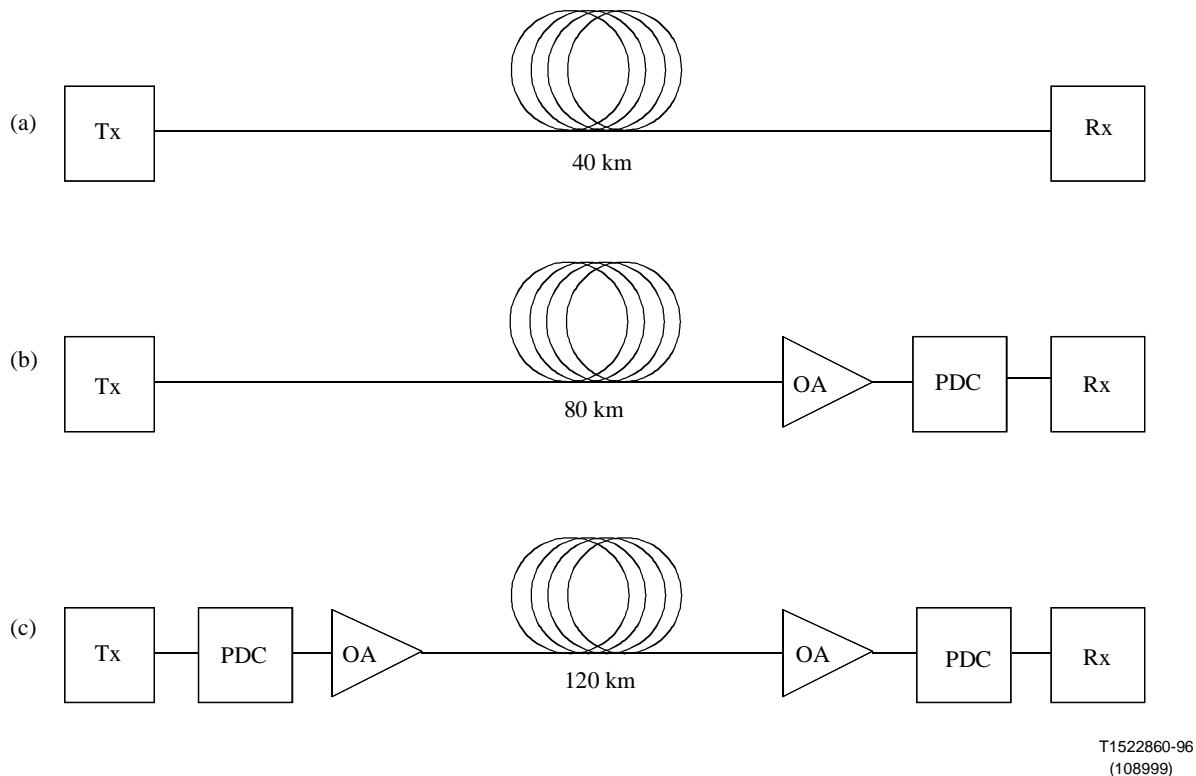 (a)
Tx
Rx
40 km
(b)
Tx
OA
PDC
Rx
80 km
(c)
Tx
PDC
OA
OA
PDC
Rx
120 km
T1522860-96
(108999)